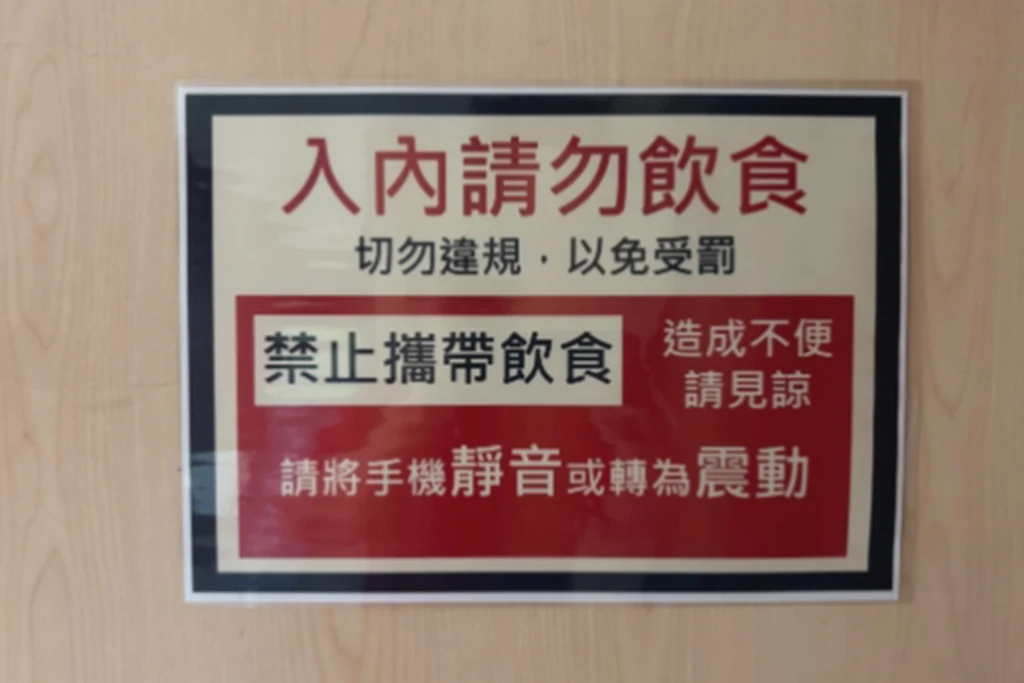 入內請勿飲食
切勿違規，以免受罰
禁止攜帶飲食
造成不便
請見諒
請將手機靜音或轉為震動